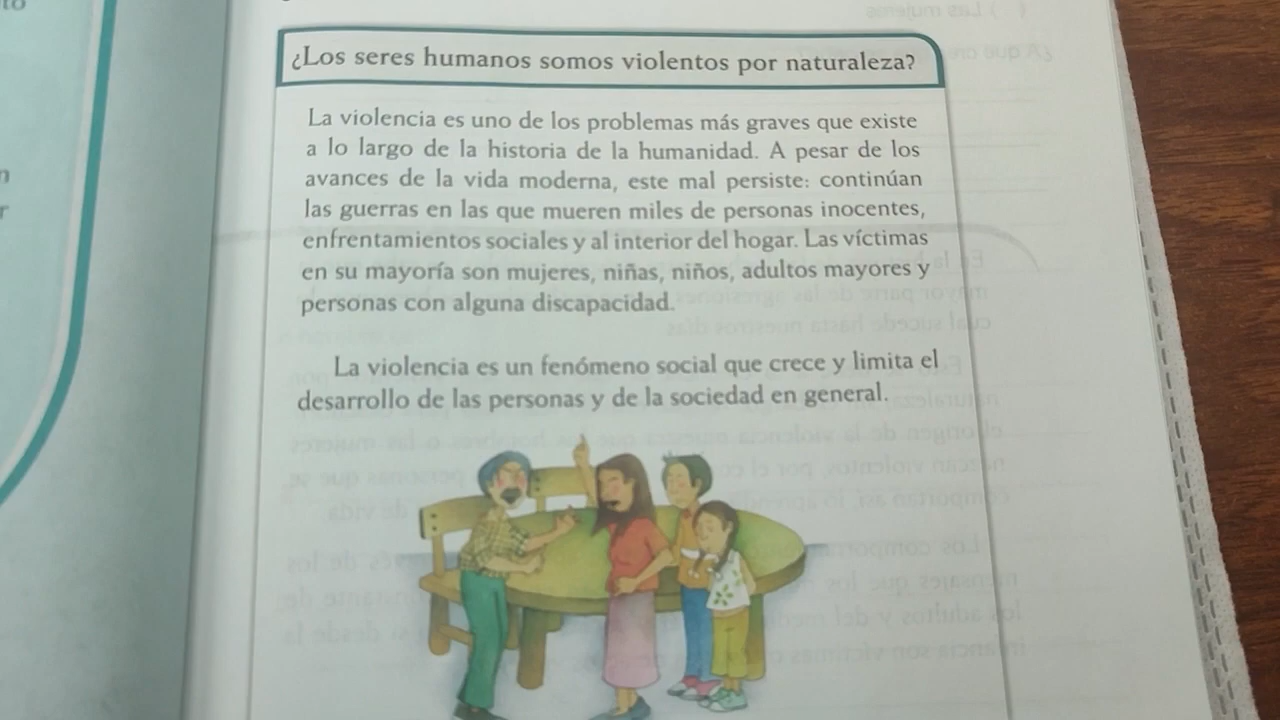 ¿Los seres humanos somos violentos por naturaleza?
La violencia es uno de los problemas más graves que existe
a lo largo de la historia de la humanidad. A pesar de los
avances de la vida moderna, este mal persiste: continúan
las guerras en las que mueren miles de personas inocentes,
enfrentamientos sociales y al interior del hogar. Las víctimas
en su mayoría son mujeres, niñas, niños, adultos mayores y
personas con alguna discapacidad.
La violencia es un fenómeno social que crece y limita el
desarrollo de las personas y de la sociedad en general.